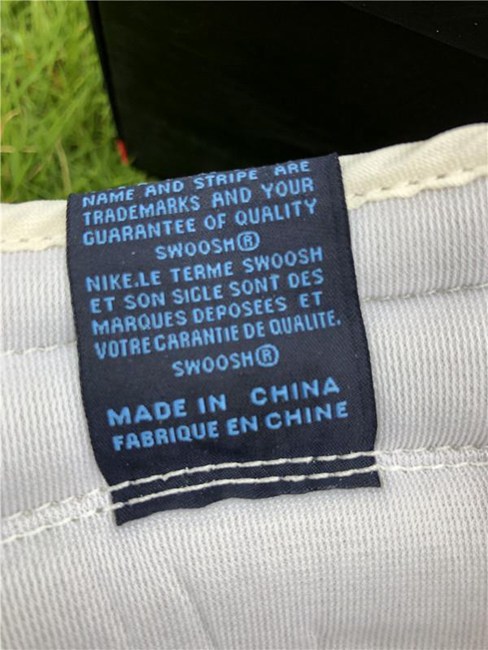 NAME AND STRIPE ARE
TRADEMARKS AND YOUR
GUARANTEE OF QUALITY
SWOOSH®
NIKE.LE TERME SWOOSH
ET SON SIGLE SONT DES
MARQUES DEPOSEES ET
VOTRE GARANTIE DE QUALITE.
SWOOSH®
MADE IN CHINA
FABRIQUE EN CHINE